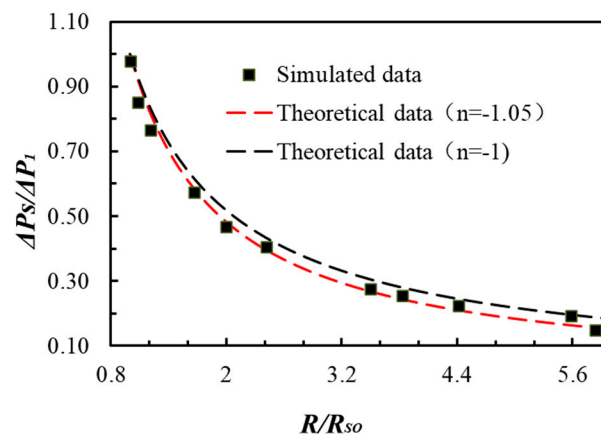 1.10
0.90
0.70
0.50
0.30
0.10
ΔPs/ΔP₁
Simulated data
Theoretical data（n=-1.05）
Theoretical data（n=-1)
0.8 2 3.2 4.4 5.6
R/Rso